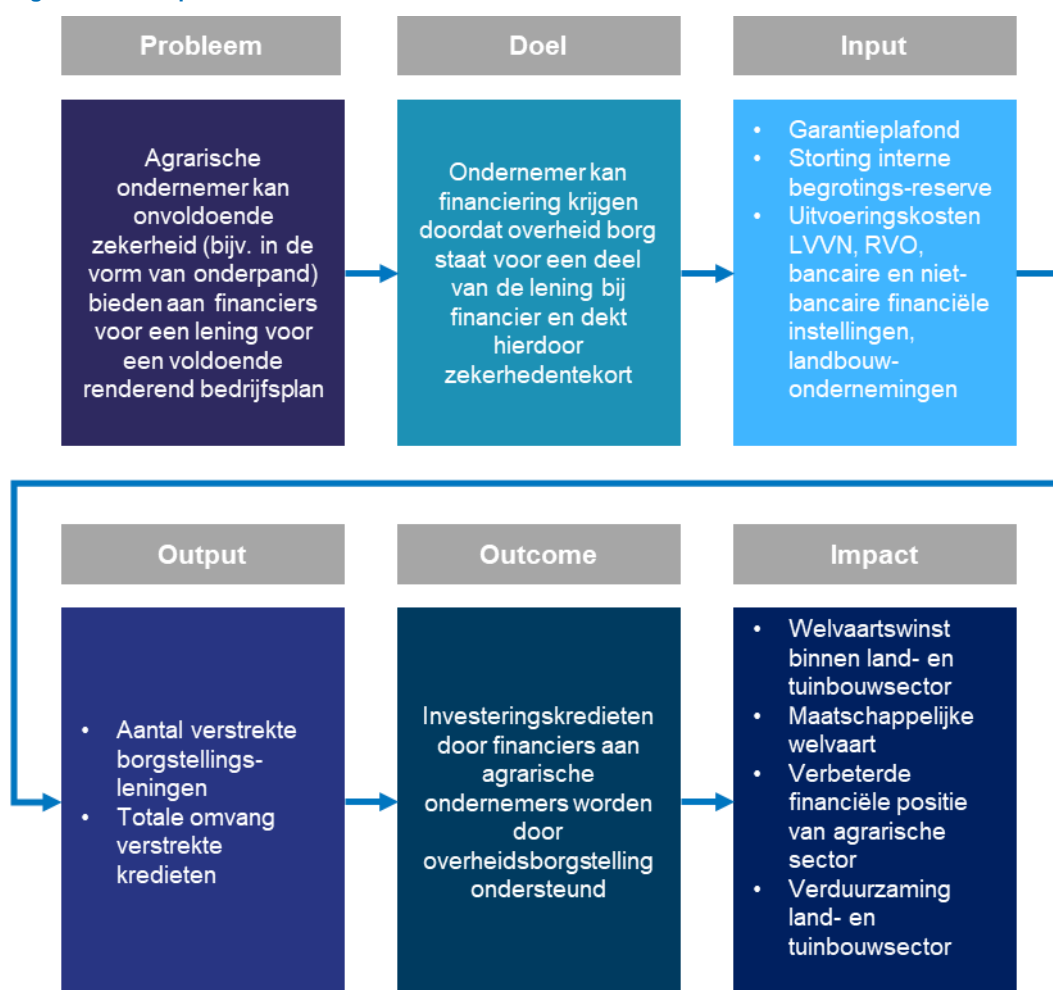 Probleem
Agrarische
ondernemer kan
onvoldoende
zekerheid (bijv. in de
vorm van onderpand)
bieden aan financiers
voor een lening voor
een voldoende
renderend bedrijfsplan
Doel
Ondernemer kan
financiering krijgen
doordat overheid borg
staat voor een deel
van de lening bij
financier en dekt
hierdoor
zekerhedentekort
Input
• Garantieplafond
• Storting interne
begrotings-reserve
• Uitvoeringskosten
LVVN, RVO,
bancaire en niet-
bancaire financiële
instellingen,
landbouw-
ondernemingen
Output
• Aantal verstrekte
borgstellings-
leningen
• Totale omvang
verstrekte
kredieten
Outcome
Investeringskredieten
door financiers aan
agrarische
ondernemers worden
door
overheidsborgstelling
ondersteund
Impact
• Welvaartswinst
binnen land- en
tuinbouwsector
• Maatschappelijke
welvaart
• Verbeterde
financiële positie
van agrarische
sector
• Verduurzaming
land- en
tuinbouwsector